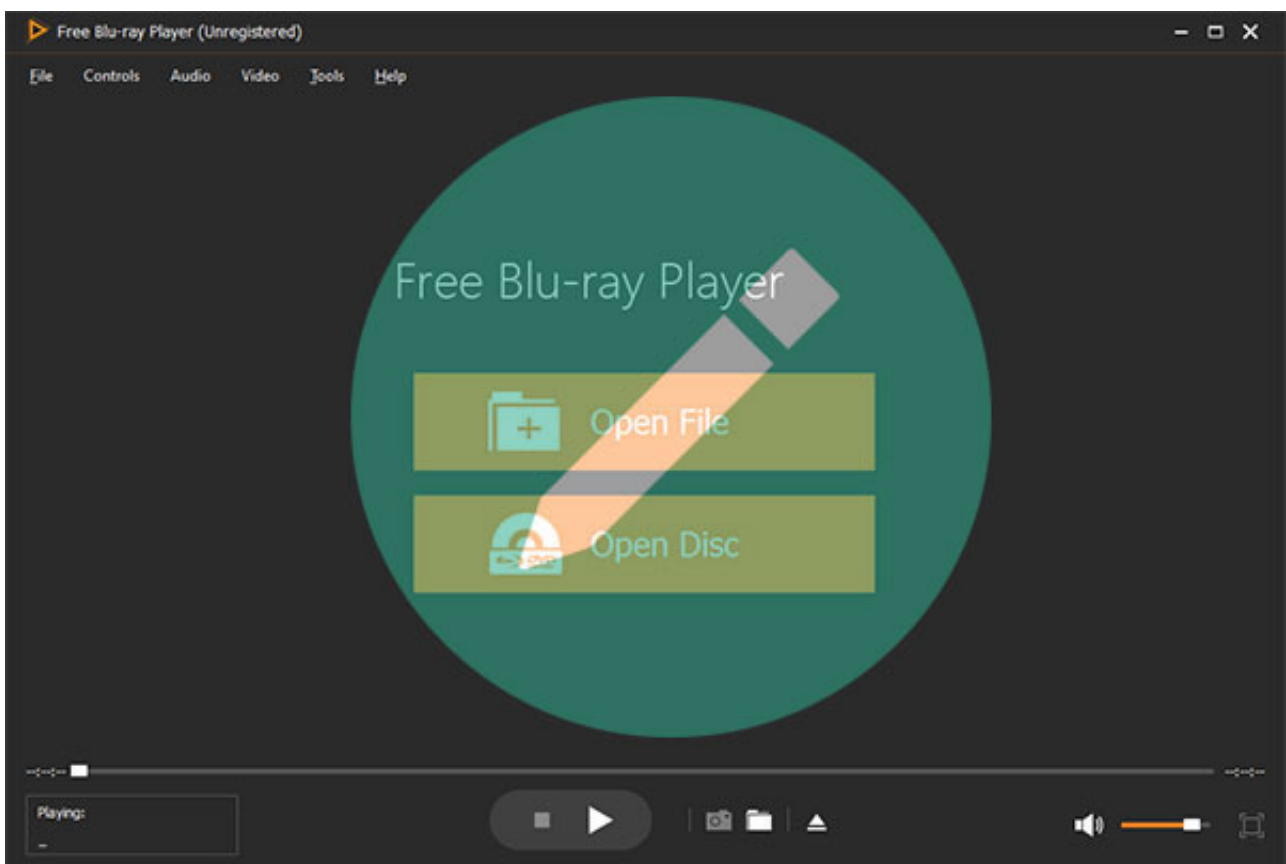 Free Blu-ray Player (Unregistered)
File Controls Audio Video Tools Help
Free Blu-ray Player
Open File
Open Disc
--:--:-- --:--:--
Playing:
_